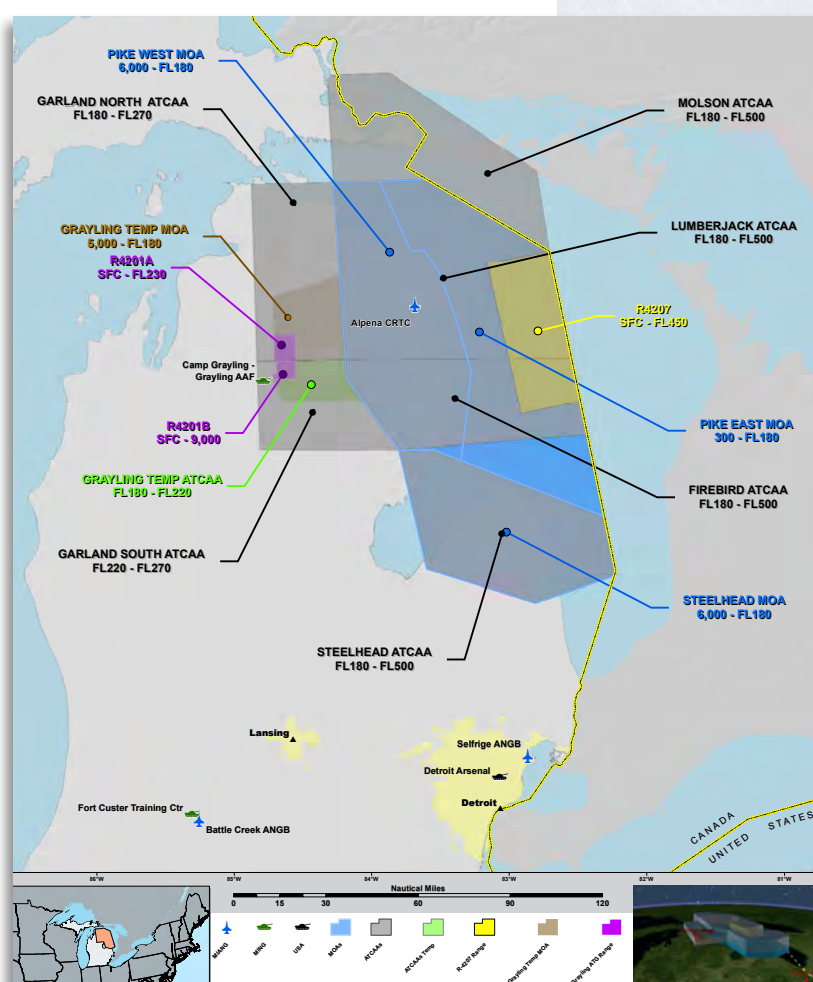 PIKE WEST MOA
6,000 - FL180
GARLAND NORTH ATCAA
FL180 - FL270
MOLSON ATCAA
FL180 - FL500
GRAYLING TEMP MOA
5,000 - FL180
LUMBERJACK ATCAA
FL180 - FL500
R4201A
SFC - FL230
R4207
SFC - FL450
Alpena CRTC
Camp Grayling -
Grayling AAF
R4201B
SFC - 9,000
PIKE EAST MOA
300 - FL180
GRAYLING TEMP ATCAA
FL180 - FL220
FIREBIRD ATCAA
FL180 - FL500
GARLAND SOUTH ATCAA
FL220 - FL270
STEELHEAD MOA
6,000 - FL180
STEELHEAD ATCAA
FL180 - FL500
Lansing
Selfrige ANGB
Detroit Arsenal
Detroit
Fort Custer Training Ctr
Battle Creek ANGB
CANADA
UNITED STATES
86°W 85°W 84°W 83°W 82°W 81°W
Nautical Miles
0 15 30 60 90 120
MIANG
MING
USA
MOAs
ATCAAs
ATCAAs Temp
R-4207 Range
Grayling Temp MOA
Grayling ATG Range